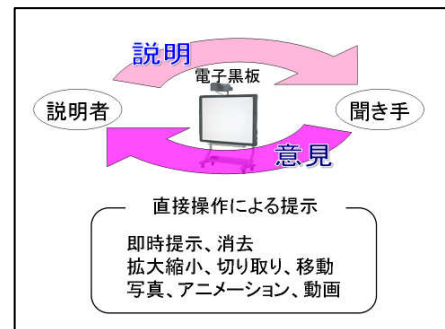 説明
電子黒板
説明者
聞き手
意見
直接操作による提示
即時提示、消去
拡大縮小、切り取り、移動
写真、アニメーション、動画